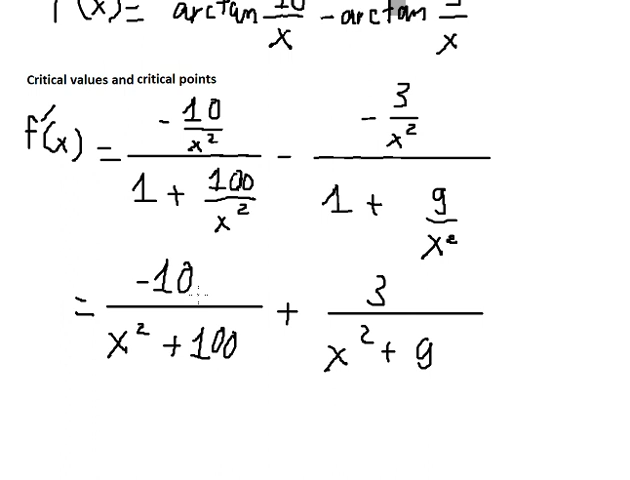 f(x) = arctan 10/x - arctan 3/x
Critical values and critical points
f'(x) = (- 10/x²)/(1 + 100/x²) - (- 3/x²)/(1 + 9/x²)
= -10/(x² + 100) + 3/(x² + 9)